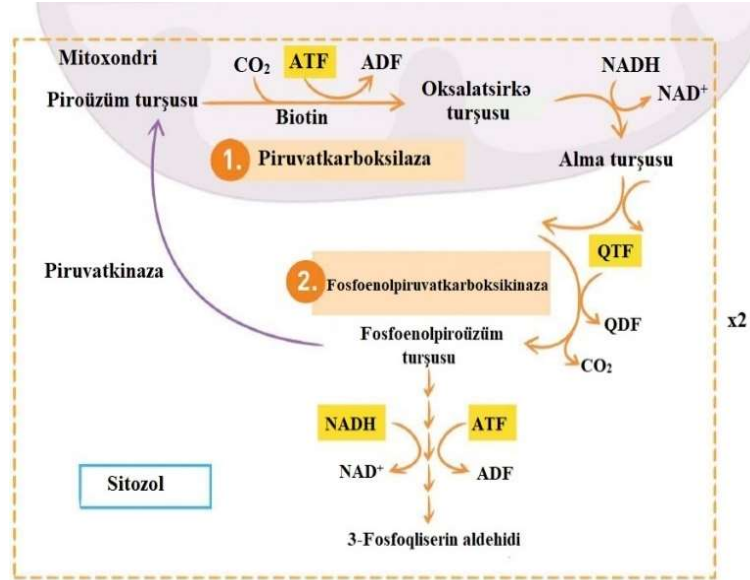 Mitoxondri
CO₂
ATF
ADF
NADH
NAD⁺
Piroüzüm turşusu
Biotin
Oksalatsirkə
turşusu
1. Piruvatkarboksilaza
Alma turşusu
QTF
Piruvatkinaza
2. Fosfoenolpiruvatkarboksikinaza
QDF
x2
Fosfoenolpiroüzüm
turşusu
CO₂
NADH
ATF
NAD⁺
ADF
Sitozol
3-Fosfoqliserin aldehidi